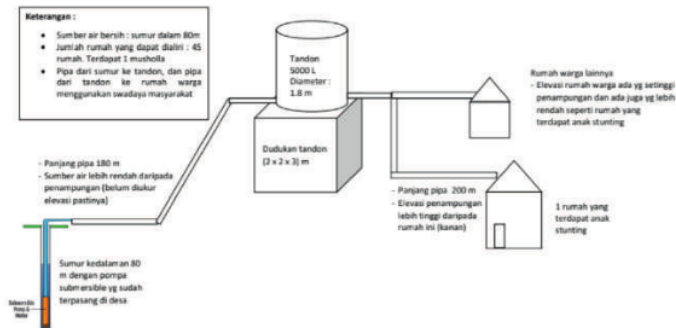 Keterangan :
• Sumber air bersih : sumur dalam 80m
• Jumlah rumah yang dapat dialiri : 45
rumah. Terdapat 1 musholla
• Pipa dari sumur ke tandon, dan pipa
dari tandon ke rumah warga
menggunakan swadaya masyarakat
Tandon
5000 L
Diameter :
1.8 m
Dudukan tandon
(2 x 2 x 3) m
Rumah warga lainnya
- Elevasi rumah warga ada yg setinggi
penampungan dan ada juga yg lebih
rendah seperti rumah yang
terdapat anak stunting
- Panjang pipa 180 m
- Sumber air lebih rendah daripada
penampungan (belum diukur
elevasi pastinya)
- Panjang pipa 200 m
- Elevasi penampungan
lebih tinggi daripada
rumah ini (kanan)
1 rumah yang
terdapat anak
stunting
Sumur kedalaman 80
m dengan pompa
submersible yg sudah
terpasang di desa